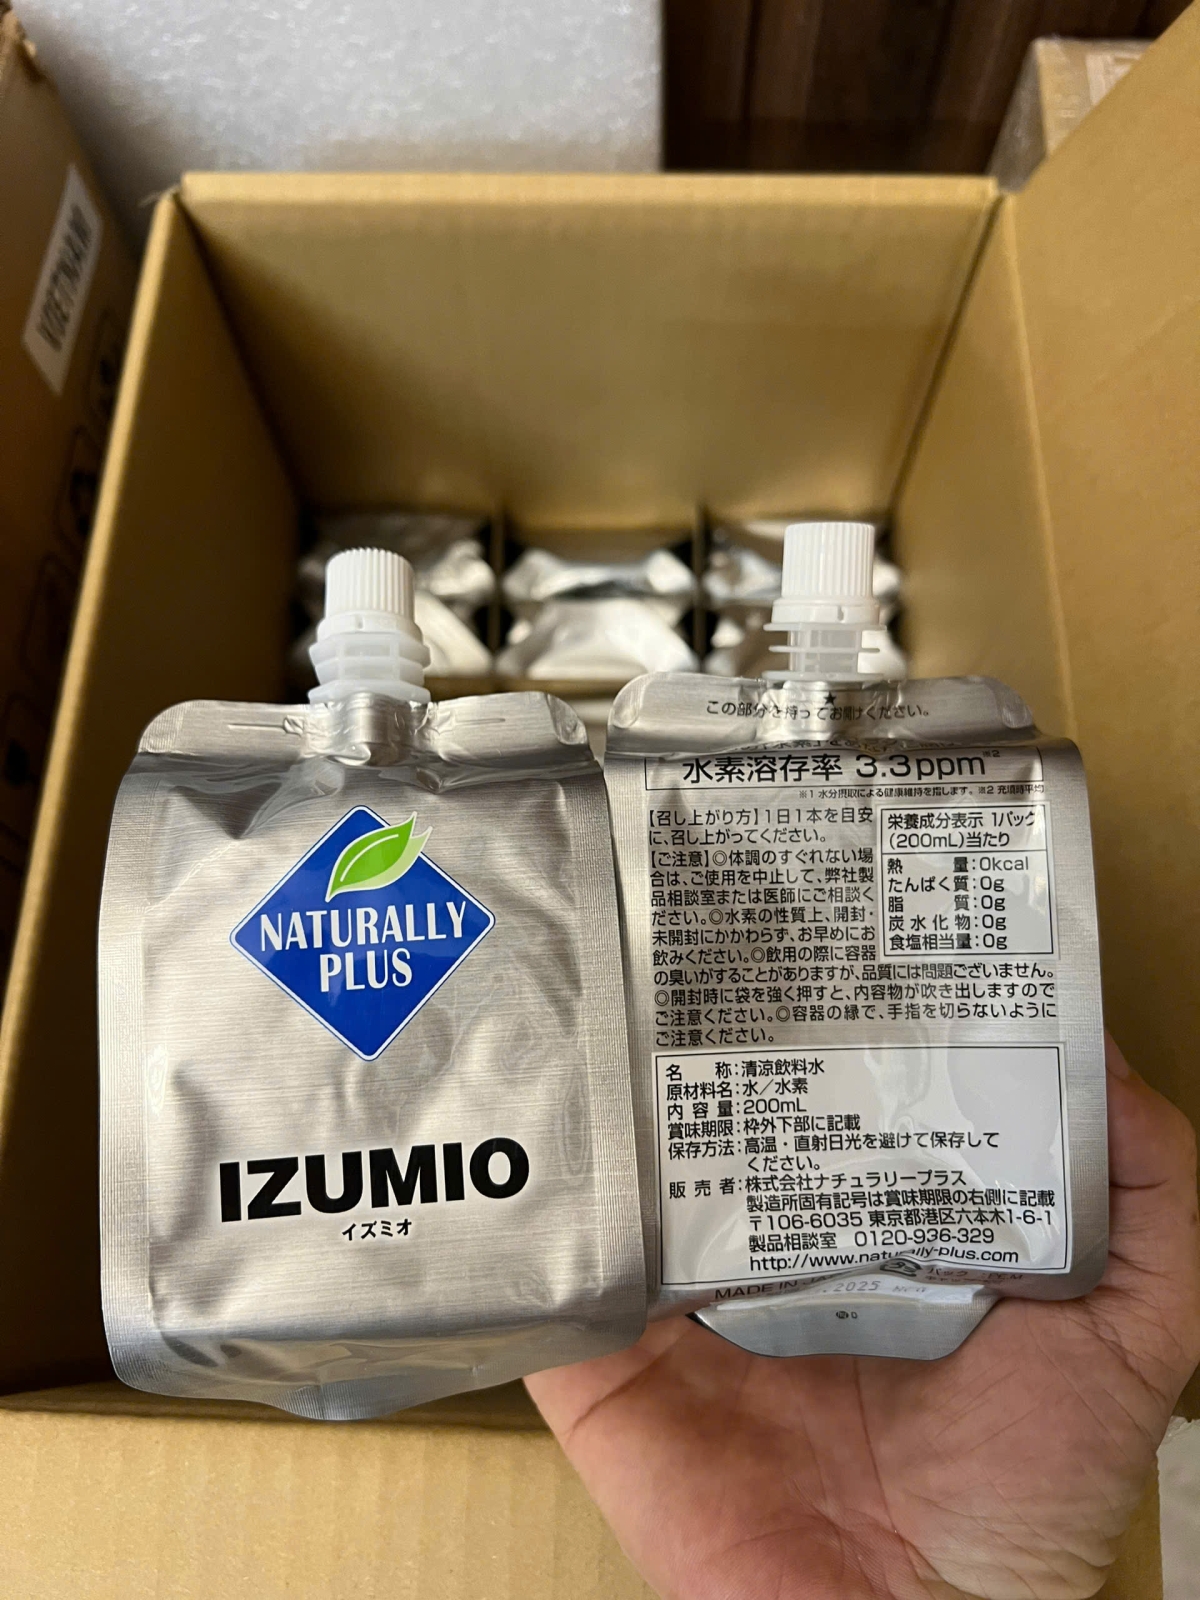 VIETNAM
NATURALLY
PLUS
IZUMIO
イズミオ
★
この部分を持ってお開けください。
水素溶存率 3.3ppm※2
※1 水分摂取による健康維持を指します。※2 充填時平均
【召し上がり方】1日1本を目安
に、召し上がってください。
【ご注意】◎体調のすぐれない場
合は、ご使用を中止して、弊社製
品相談室または医師にご相談く
ださい。◎水素の性質上、開封・
未開封にかかわらず、お早めにお
飲みください。◎飲用の際に容器
の臭いがすることがありますが、品質には問題ございません。
◎開封時に袋を強く押すと、内容物が吹き出しますので
ご注意ください。◎容器の縁で、手指を切らないように
ご注意ください。
栄養成分表示 1パック
(200mL)当たり
熱量:0kcal
たんぱく質:0g
脂質:0g
炭水化物:0g
食塩相当量:0g
名称:清涼飲料水
原材料名:水／水素
内容量:200mL
賞味期限:枠外下部に記載
保存方法:高温・直射日光を避けて保存して
ください。
販売者:株式会社ナチュラリープラス
製造所固有記号は賞味期限の右側に記載
〒106-6035 東京都港区六本木1-6-1
製品相談室 0120-936-329
http://www.naturally-plus.com
MADE IN
.2025